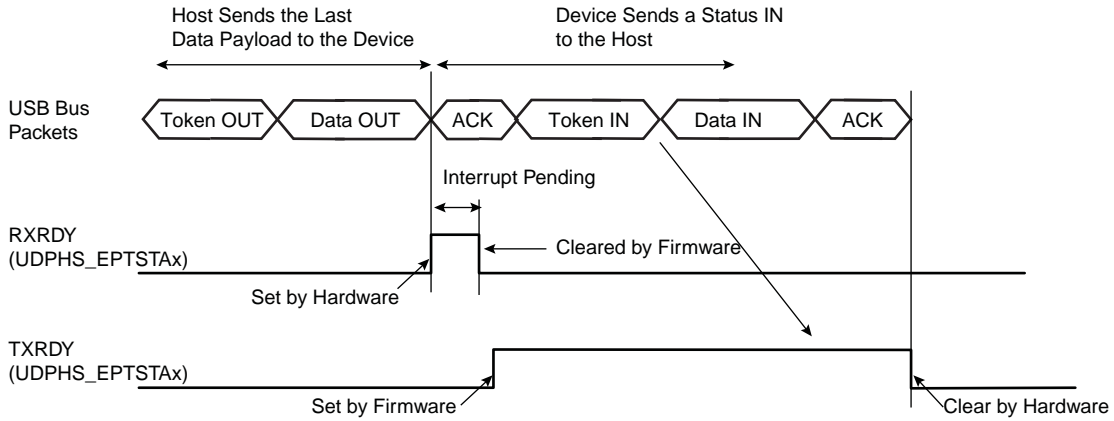 Host Sends the Last
Data Payload to the Device
Device Sends a Status IN
to the Host
USB Bus
Packets
Token OUT
Data OUT
ACK
Token IN
Data IN
ACK
Interrupt Pending
RXRDY
(UDPHS_EPTSTAx)
Cleared by Firmware
Set by Hardware
TXRDY
(UDPHS_EPTSTAx)
Set by Firmware
Clear by Hardware